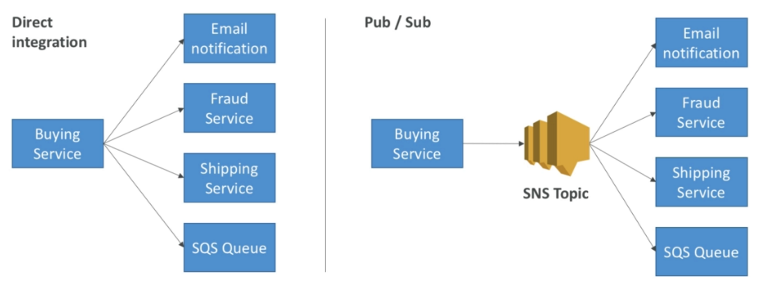 Direct
integration
Email
notification
Fraud
Service
Buying
Service
Shipping
Service
SQS Queue
Pub / Sub
Email
notification
Fraud
Service
Buying
Service
SNS Topic
Shipping
Service
SQS Queue